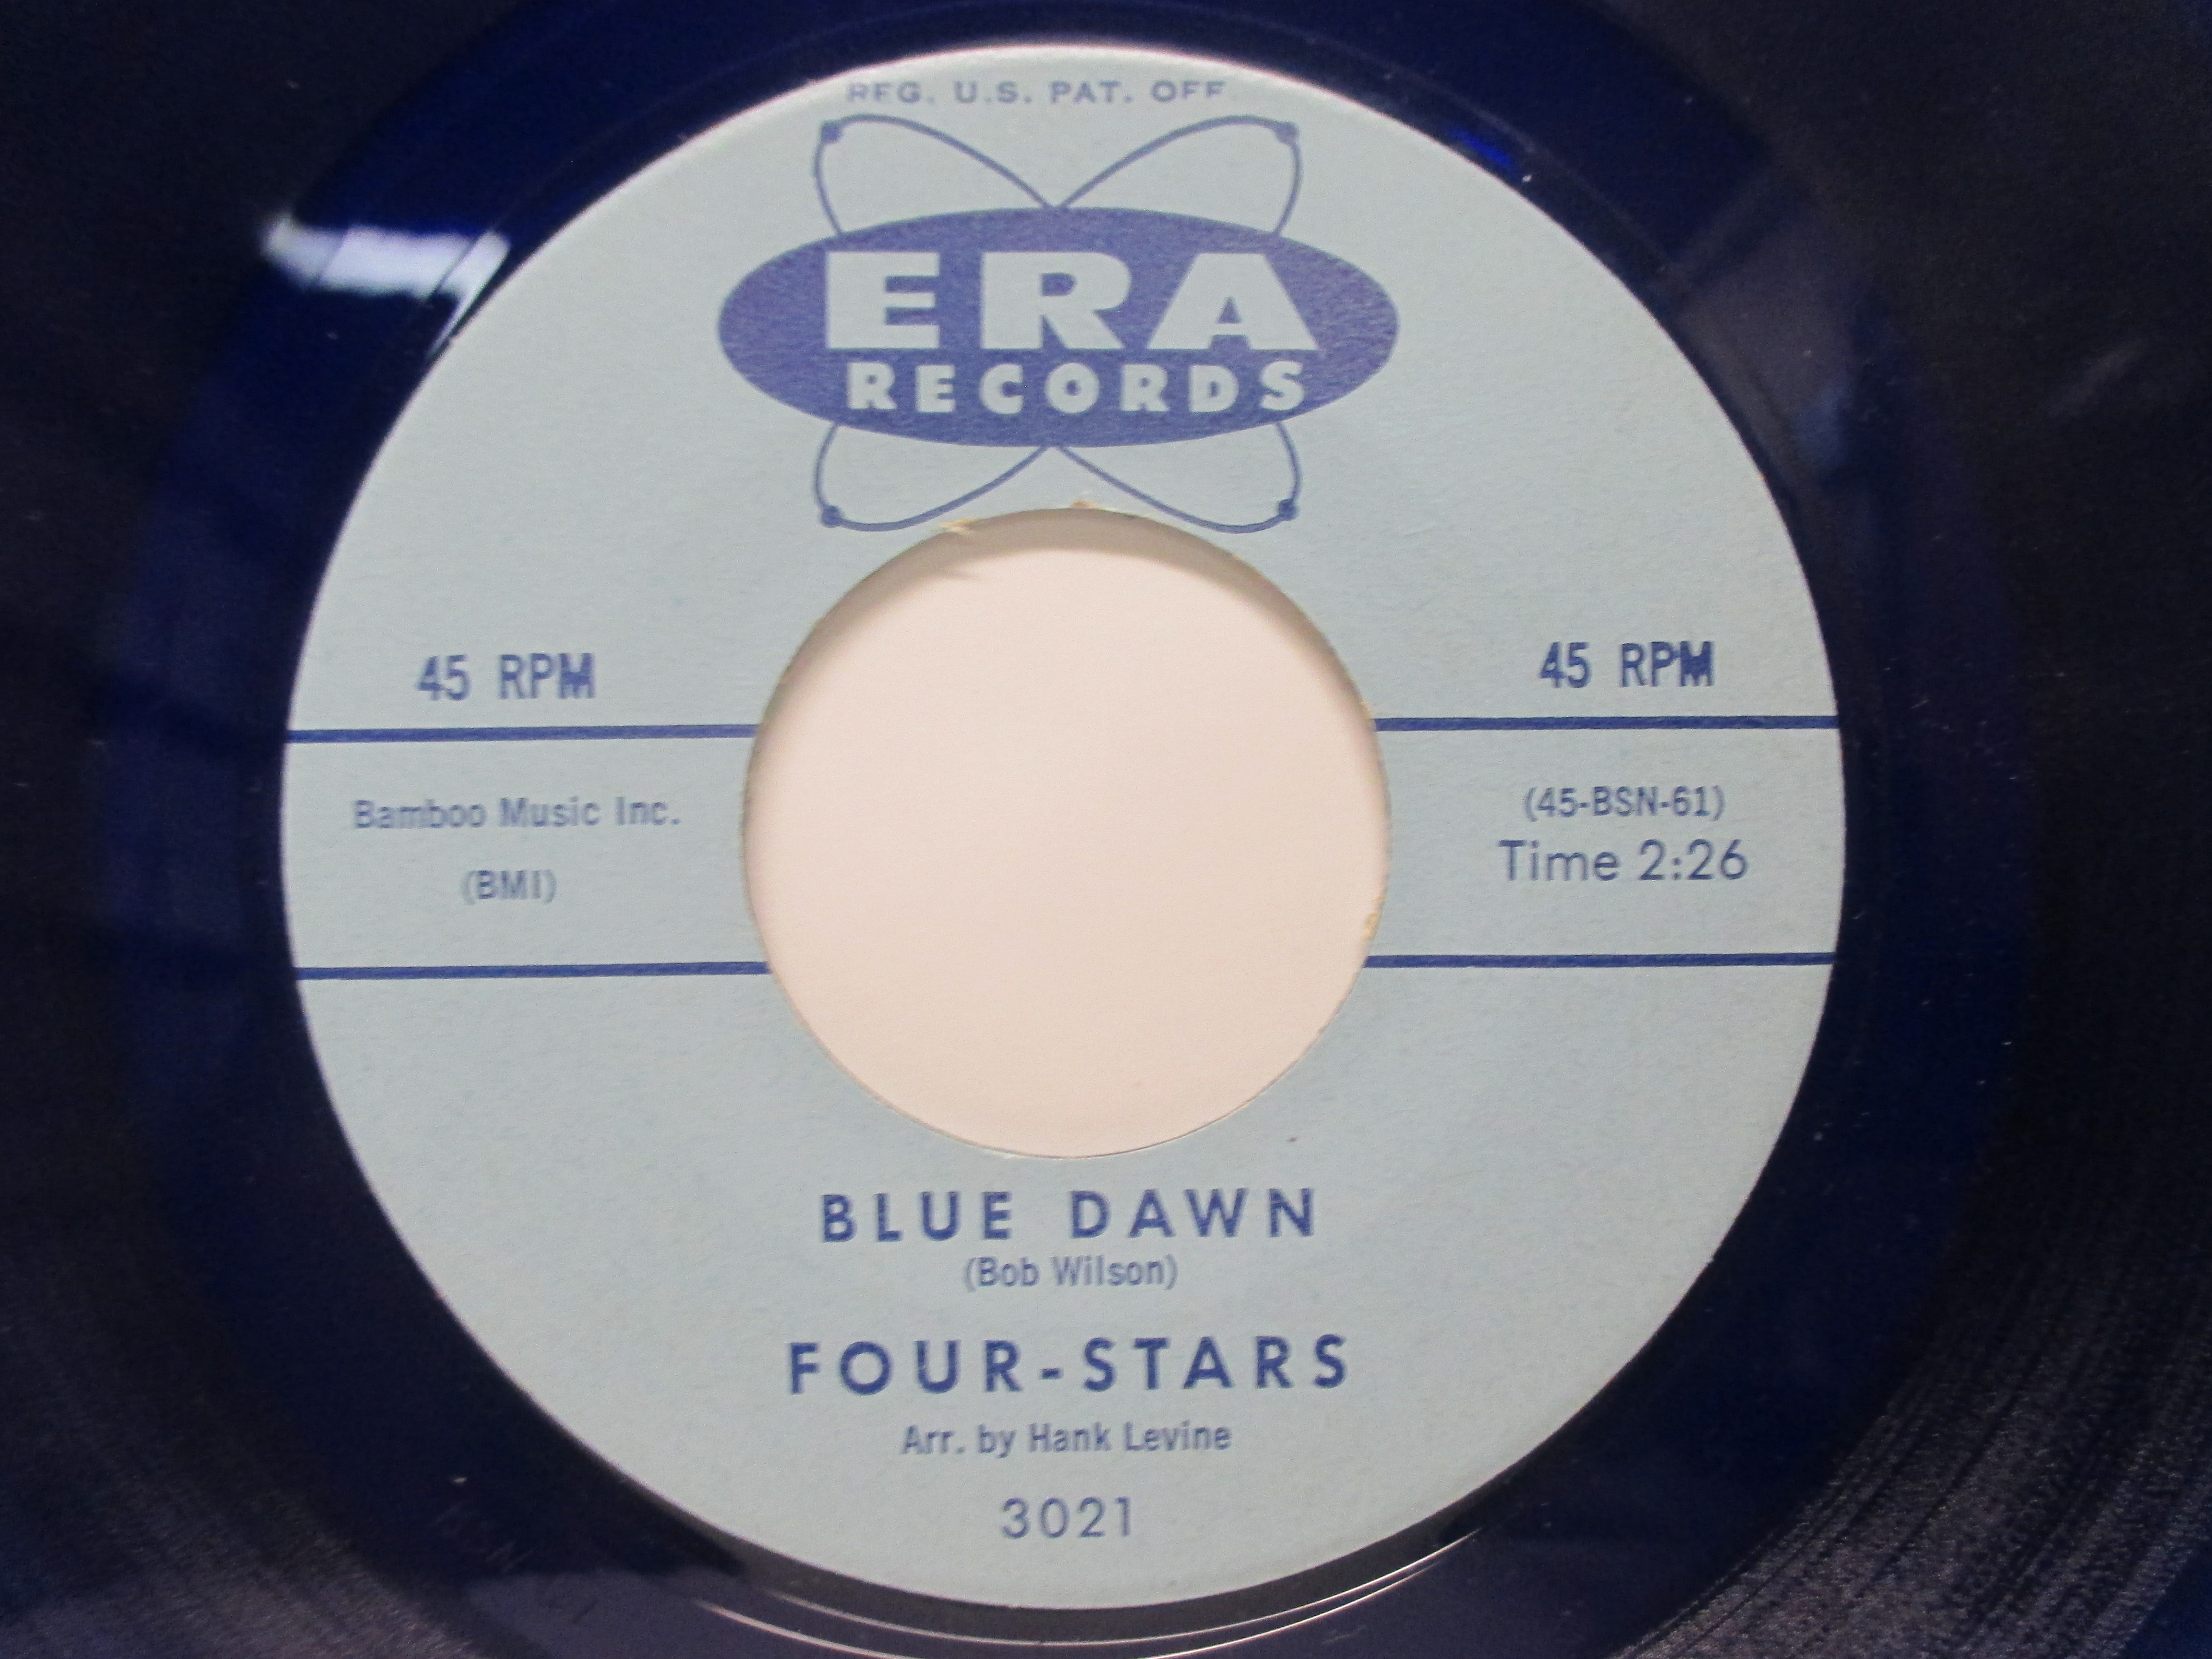 REG. U.S. PAT. OFF.
ERA
RECORDS
45 RPM
45 RPM
Bamboo Music Inc.
(BMI)
(45-BSN-61)
Time 2:26
BLUE DAWN
(Bob Wilson)
FOUR-STARS
Arr. by Hank Levine
3021